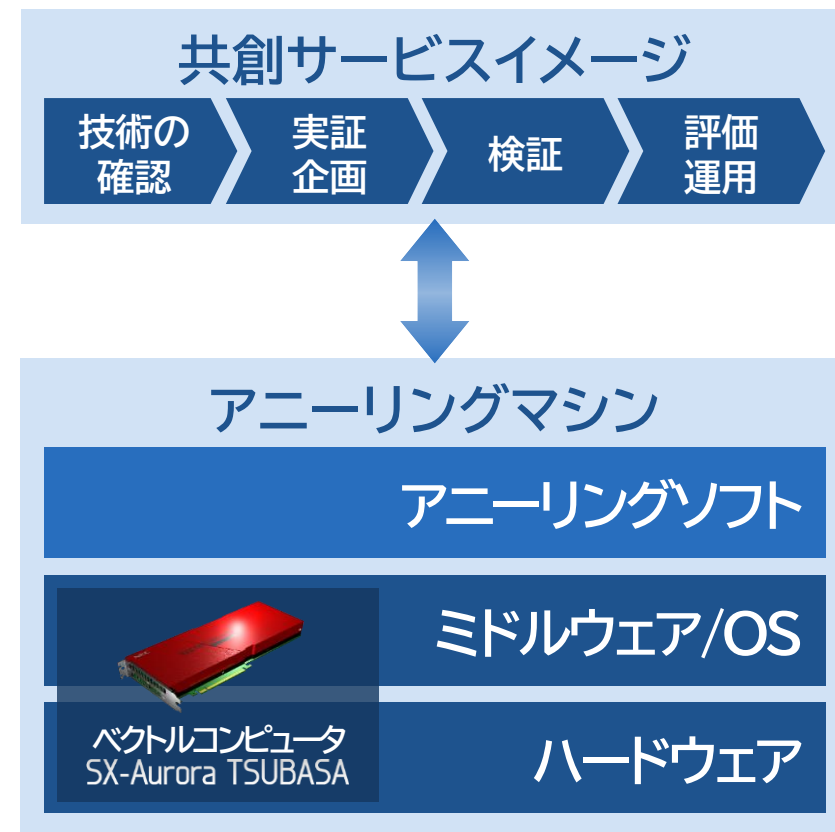 共創サービスイメージ
技術の
確認
実証
企画
検証
評価
運用
アニーリングマシン
アニーリングソフト
ミドルウェア/OS
ベクトルコンピュータ
SX-Aurora TSUBASA
ハードウェア